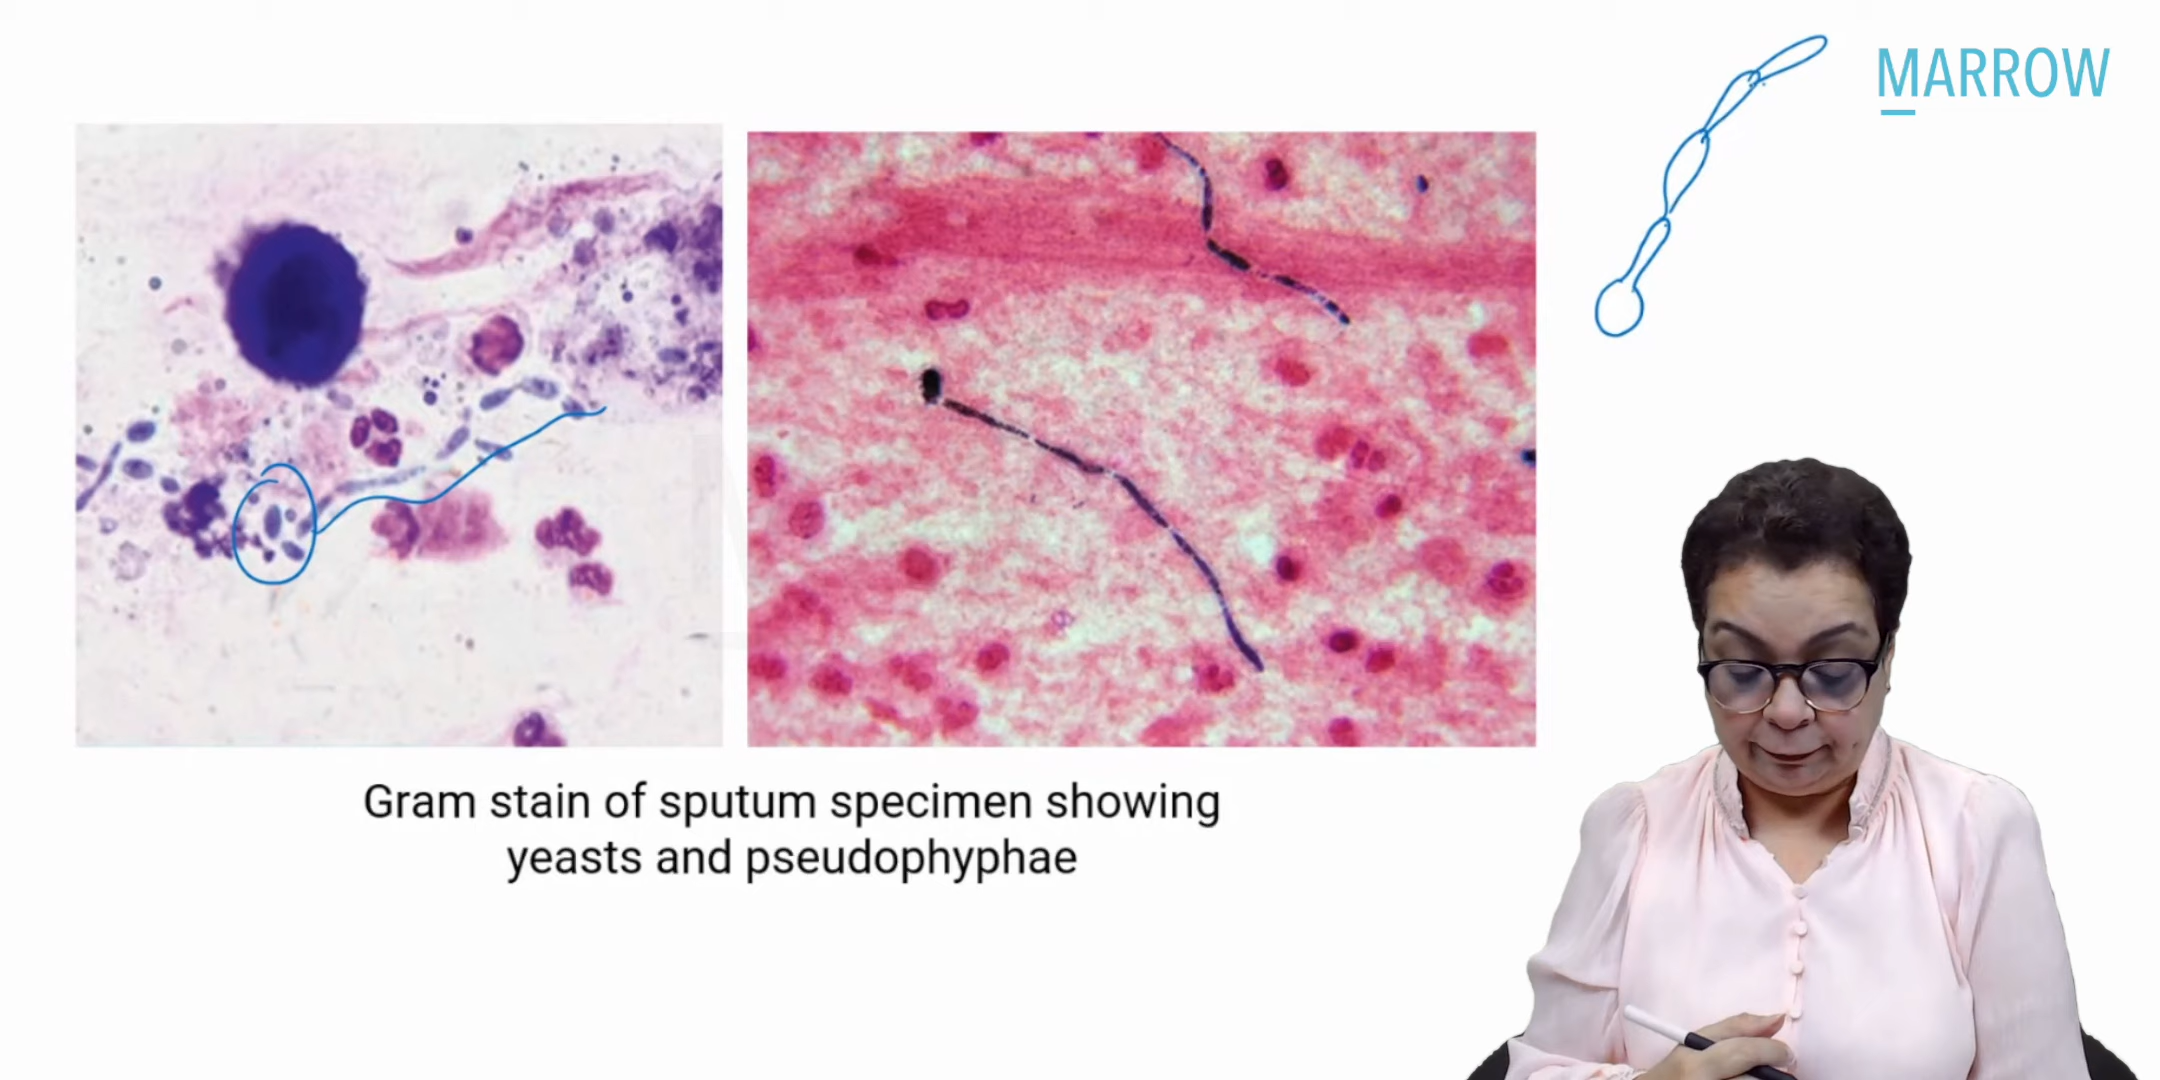 MARROW
Gram stain of sputum specimen showing
yeasts and pseudophyphae